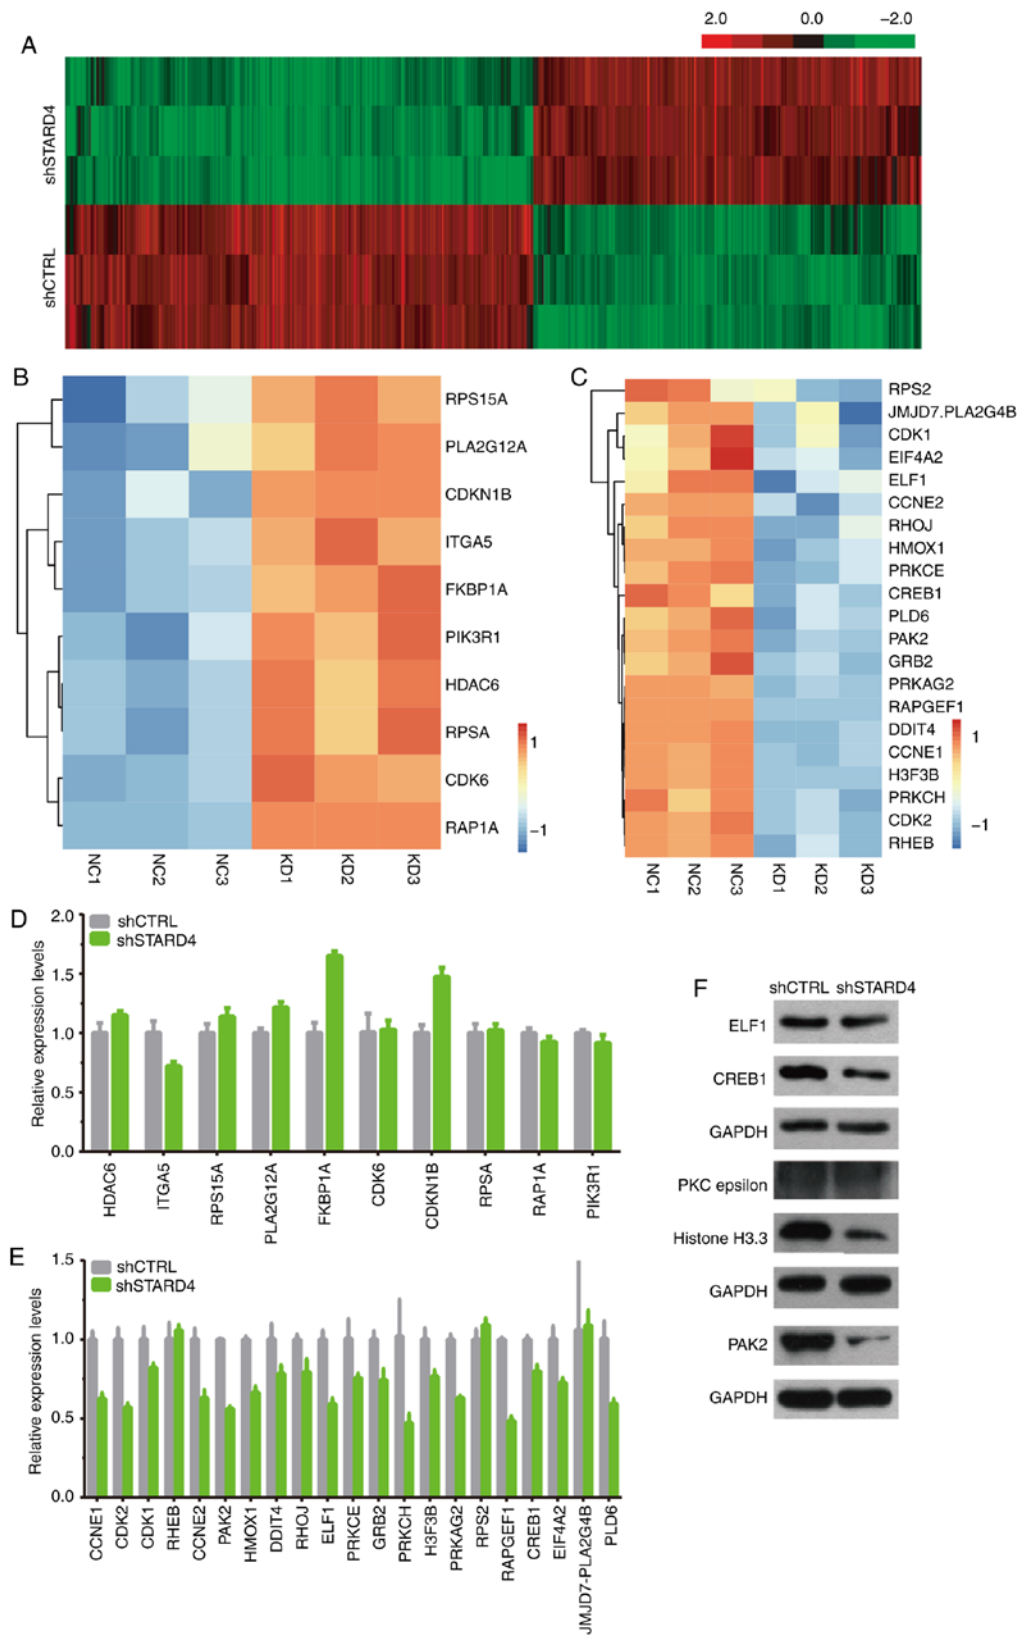 2.0 0.0 −2.0
A
shSTARD4
shCTRL
B
RPS15A
PLA2G12A
CDKN1B
ITGA5
FKBP1A
PIK3R1
HDAC6
RPSA
CDK6
RAP1A
1
−1
NC1 NC2 NC3 KD1 KD2 KD3
C
RPS2
JMJD7.PLA2G4B
CDK1
EIF4A2
ELF1
CCNE2
RHOJ
HMOX1
PRKCE
CREB1
PLD6
PAK2
GRB2
PRKAG2
RAPGEF1
DDIT4
CCNE1
H3F3B
PRKCH
CDK2
RHEB
1
−1
NC1 NC2 NC3 KD1 KD2 KD3
D
shCTRL
shSTARD4
Relative expression levels
2.0
1.5
1.0
0.5
0.0
HDAC6 ITGA5 RPS15A PLA2G12A FKBP1A CDK6 CDKN1B RPSA RAP1A PIK3R1
E
shCTRL
shSTARD4
Relative expression levels
1.5
1.0
0.5
0.0
CCNE1 CDK2 CDK1 RHEB CCNE2 PAK2 HMOX1 DDIT4 RHOJ ELF1 PRKCE GRB2 PRKCH H3F3B PRKAG2 RPS2 RAPGEF1 CREB1 EIF4A2 JMJD7-PLA2G4B PLD6
F
shCTRL shSTARD4
ELF1
CREB1
GAPDH
PKC epsilon
Histone H3.3
GAPDH
PAK2
GAPDH